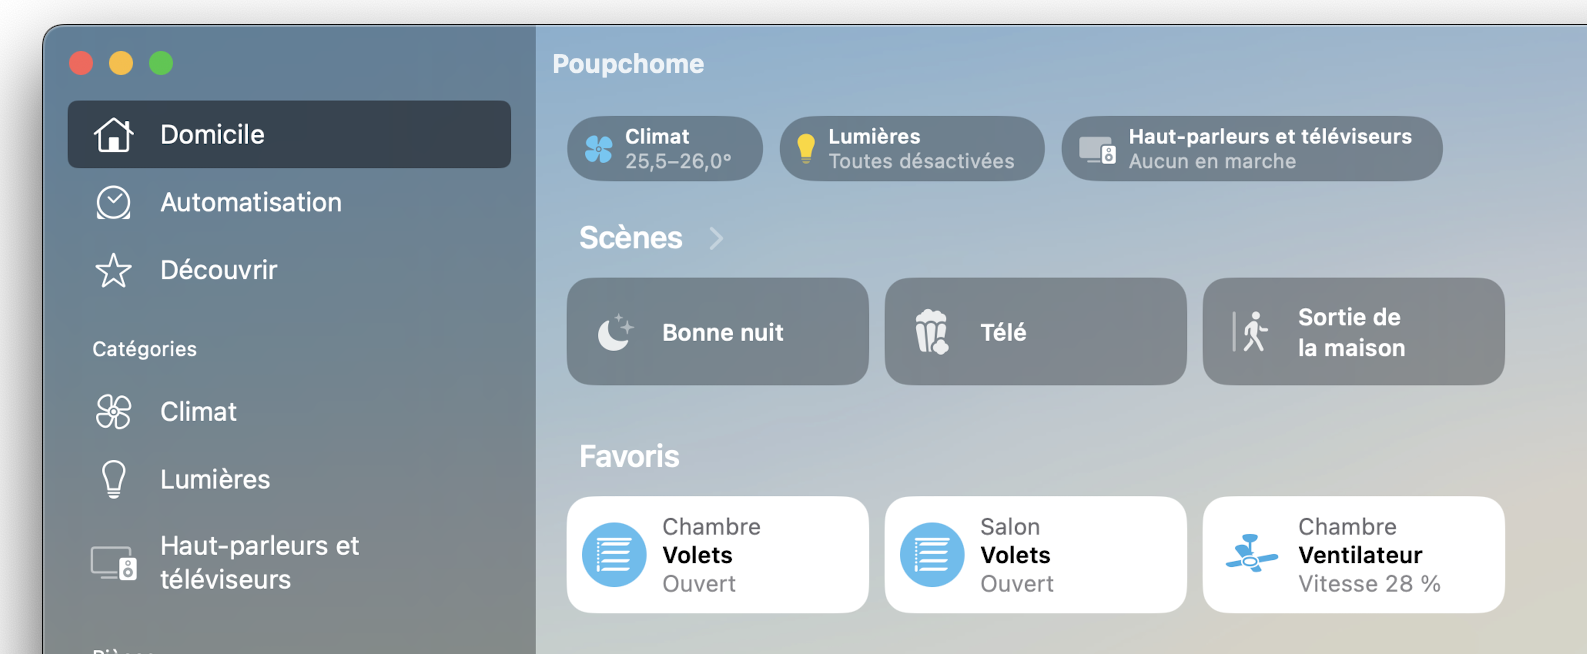 Domicile
Automatisation
Découvrir
Catégories
Climat
Lumières
Haut-parleurs et
téléviseurs
Poupchome
Climat
25,5–26,0°
Lumières
Toutes désactivées
Haut-parleurs et téléviseurs
Aucun en marche
Scènes
Bonne nuit
Télé
Sortie de
la maison
Favoris
Chambre
Volets
Ouvert
Salon
Volets
Ouvert
Chambre
Ventilateur
Vitesse 28 %